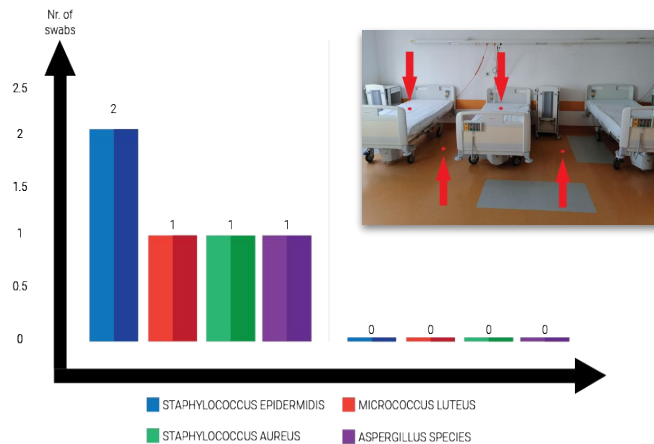 Nr. of
swabs
2.5
2
1.5
1
0.5
0
2
1
1
1
0
0
0
0
STAPHYLOCOCCUS EPIDERMIDIS
MICROCOCCUS LUTEUS
STAPHYLOCOCCUS AUREUS
ASPERGILLUS SPECIES